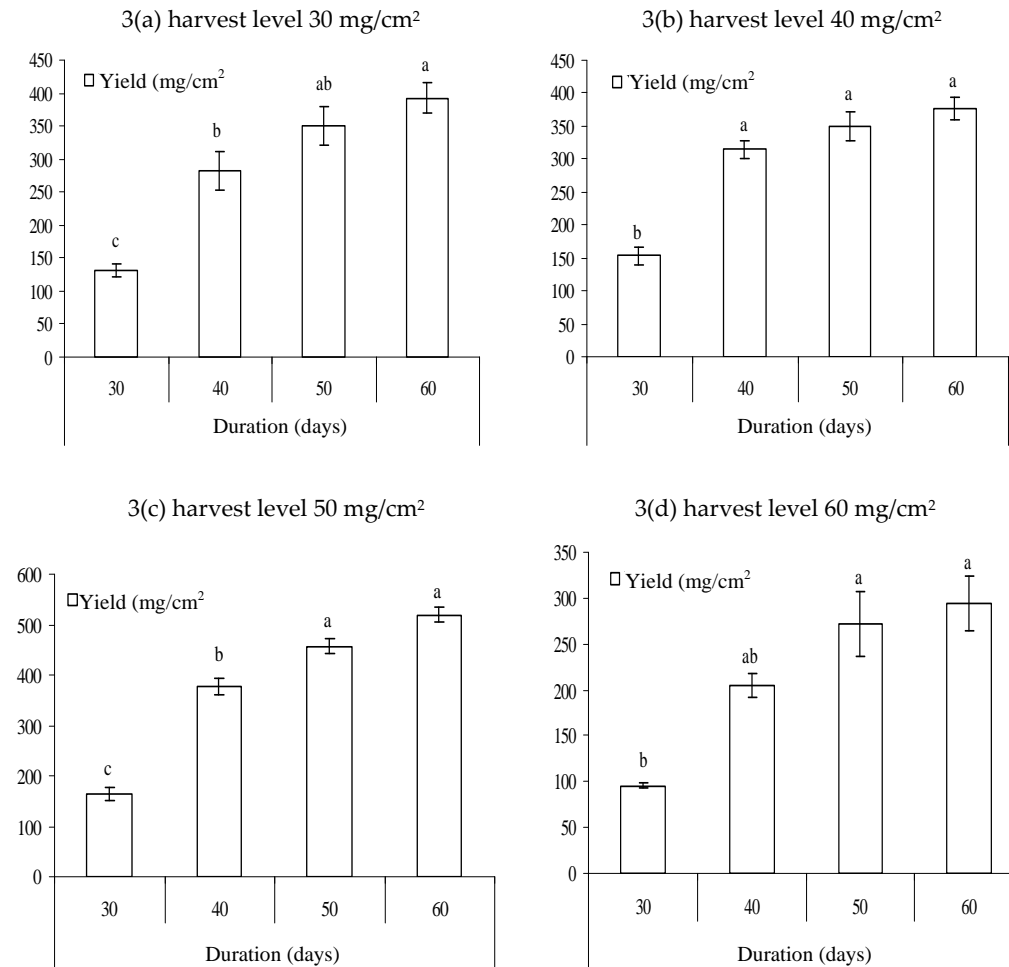 3(a) harvest level 30 mg/cm²
450
400
350
300
250
200
150
100
50
0
Yield (mg/cm²
c
b
ab
a
30 40 50 60
Duration (days)
3(b) harvest level 40 mg/cm²
450
400
350
300
250
200
150
100
50
0
Yield (mg/cm²
b
a
a
a
30 40 50 60
Duration (days)
3(c) harvest level 50 mg/cm²
600
500
400
300
200
100
0
Yield (mg/cm²
c
b
a
a
30 40 50 60
Duration (days)
3(d) harvest level 60 mg/cm²
350
300
250
200
150
100
50
0
Yield (mg/cm²
b
ab
a
a
30 40 50 60
Duration (days)